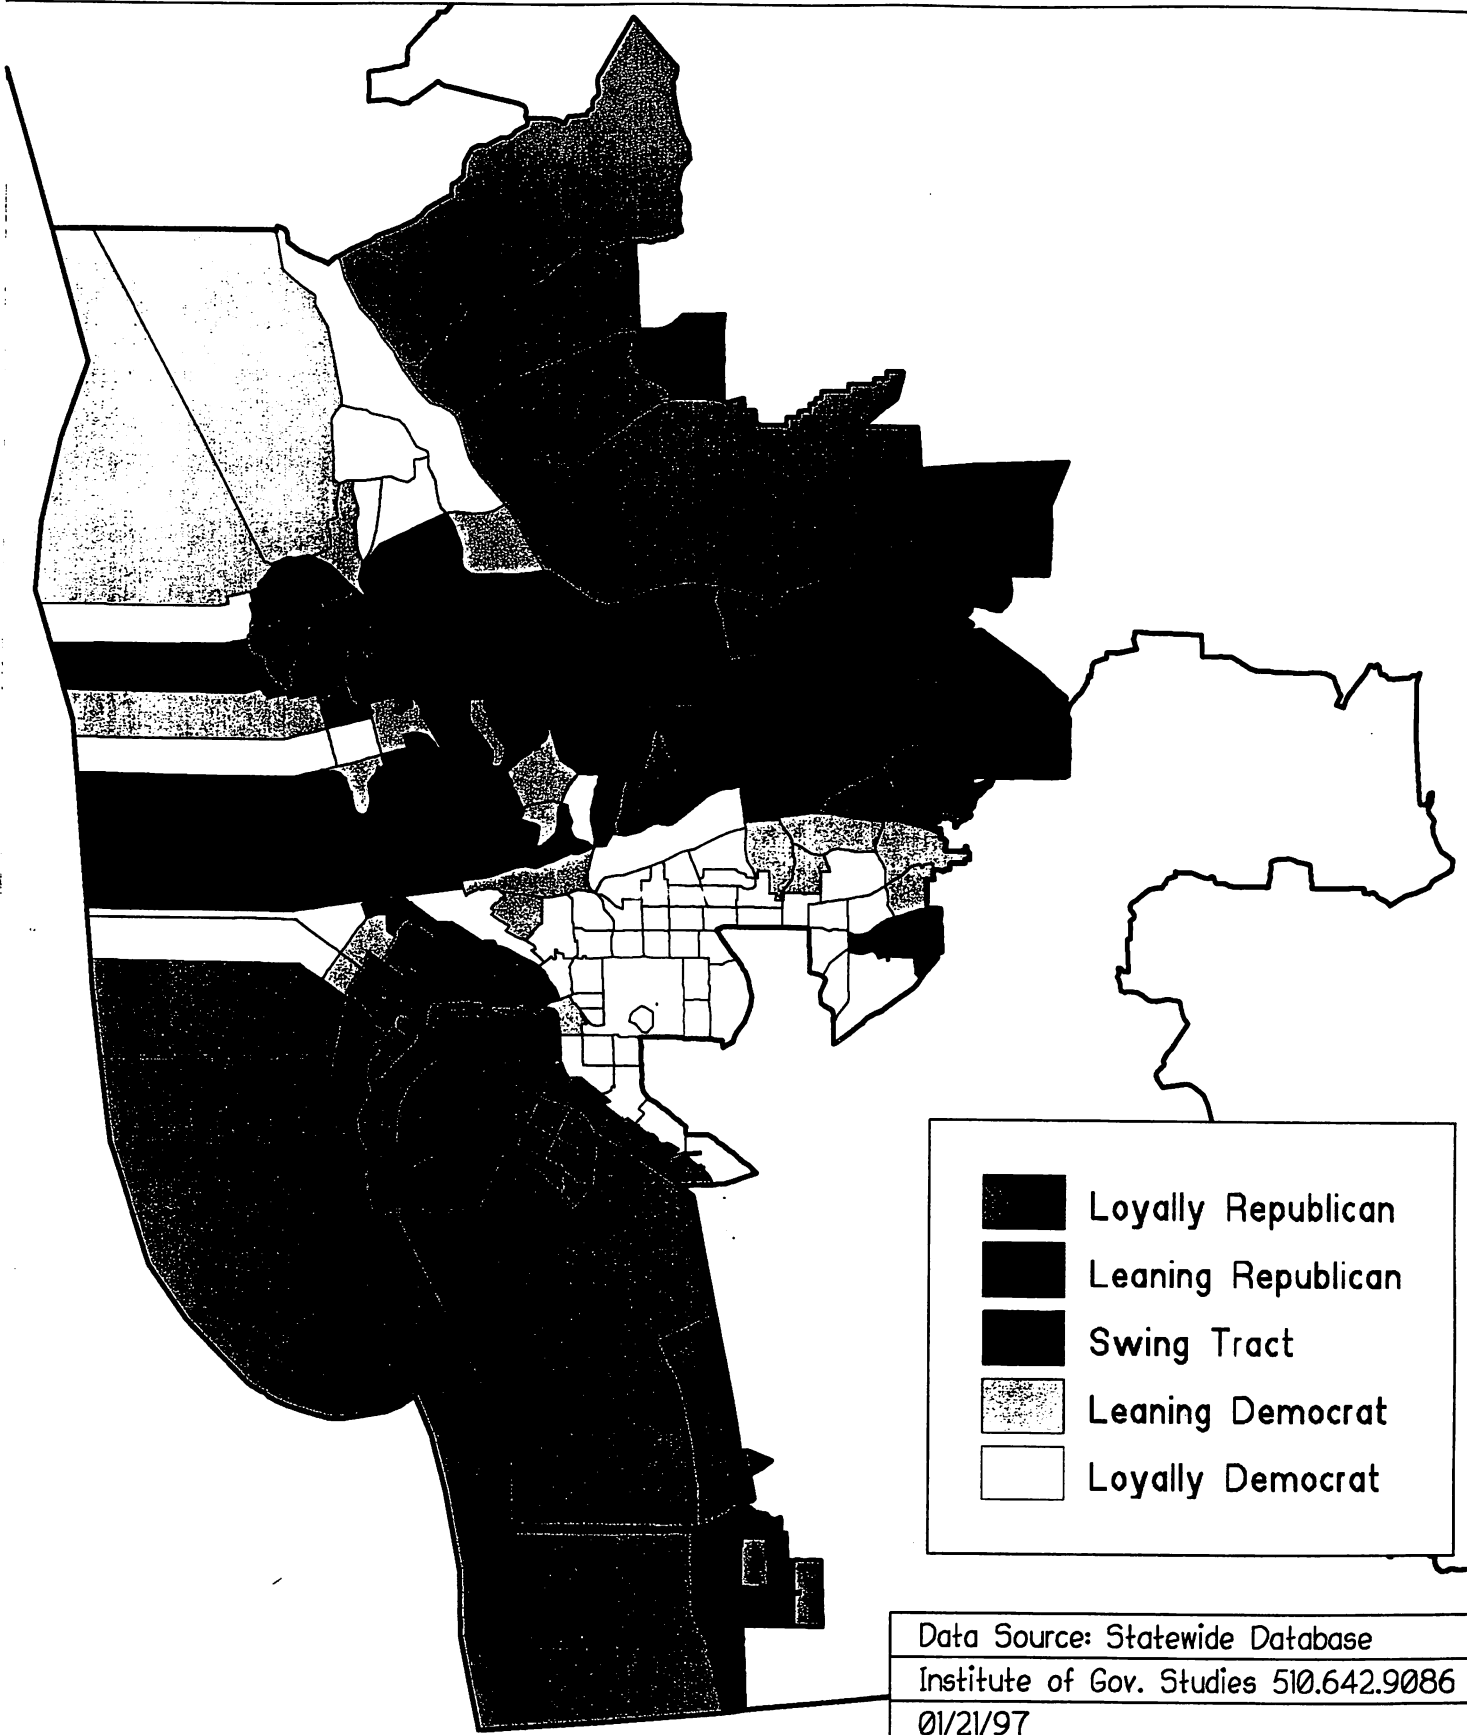 Loyally Republican
Leaning Republican
Swing Tract
Leaning Democrat
Loyally Democrat
Data Source: Statewide Database
Institute of Gov. Studies 510.642.9086
01/21/97